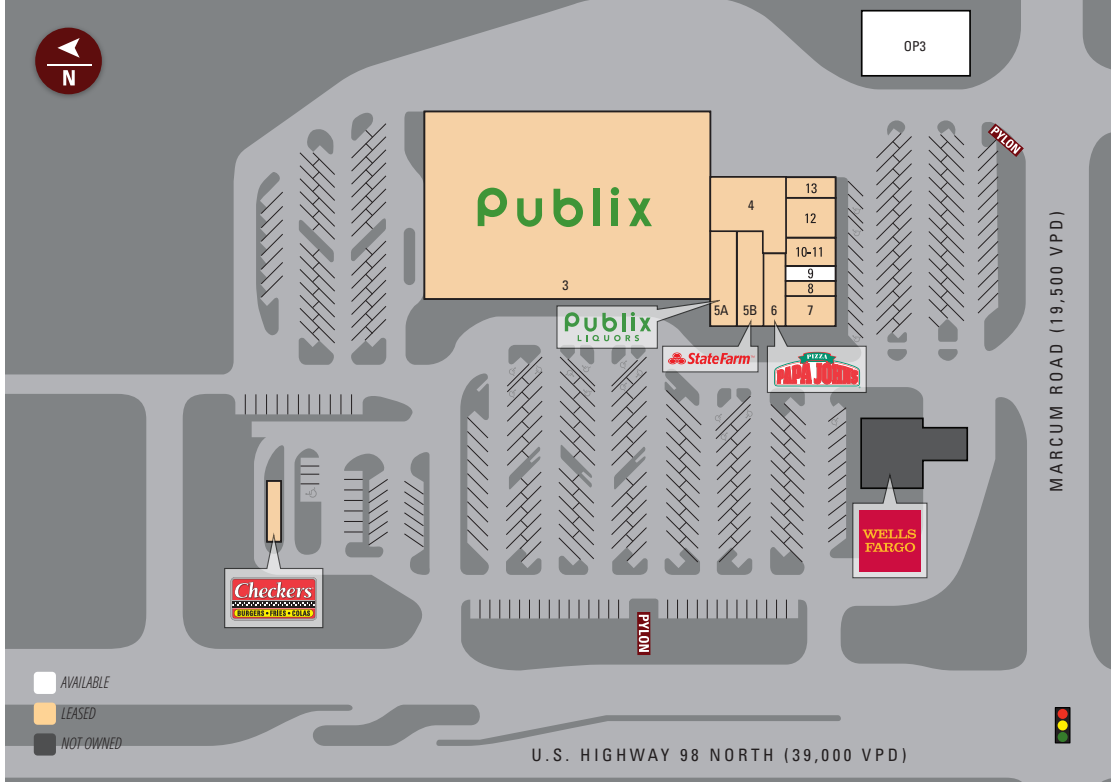 N
OP3
PYLON
Publix
3
4
13
12
10-11
9
8
7
5A
5B
6
Publix
LIQUORS
StateFarm
PIZZA
PAPA JOHNS
MARCUM ROAD (19,500 VPD)
WELLS
FARGO
Checkers
BURGERS • FRIES • COLAS
PYLON
AVAILABLE
LEASED
NOT OWNED
U.S. HIGHWAY 98 NORTH (39,000 VPD)